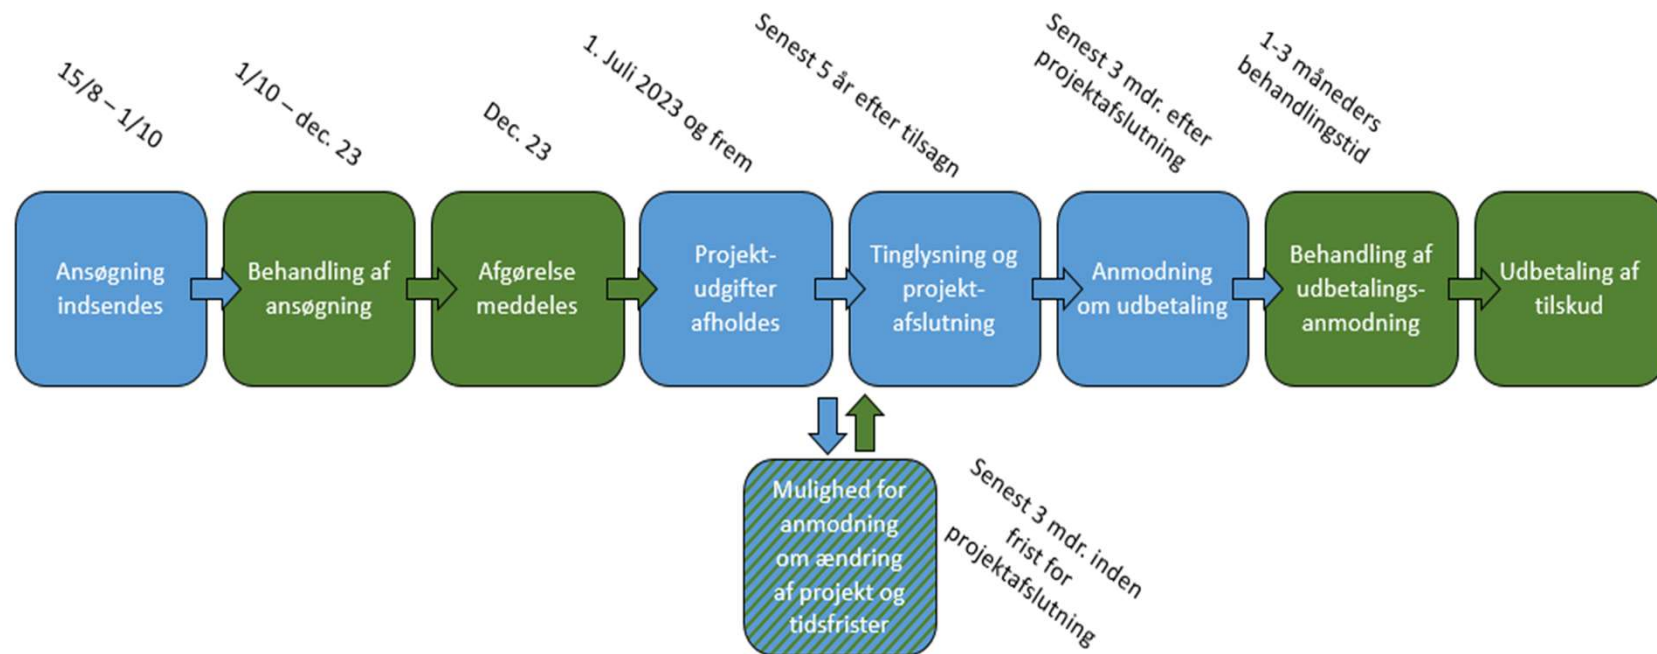 15/8 – 1/10
1/10 – dec. 23
Dec. 23
1. Juli 2023 og frem
Senest 5 år efter tilsagn
Senest 3 mdr. efter
projektafslutning
1-3 måneders
behandlingstid
Ansøgning
indsendes
Behandling af
ansøgning
Afgørelse
meddeles
Projekt-
udgifter
afholdes
Tinglysning og
projekt-
afslutning
Anmodning
om udbetaling
Behandling af
udbetalings-
anmodning
Udbetaling af
tilskud
Mulighed for
anmodning
om ændring
af projekt og
tidsfrister
Senest 3 mdr. inden
frist for
projektafslutning